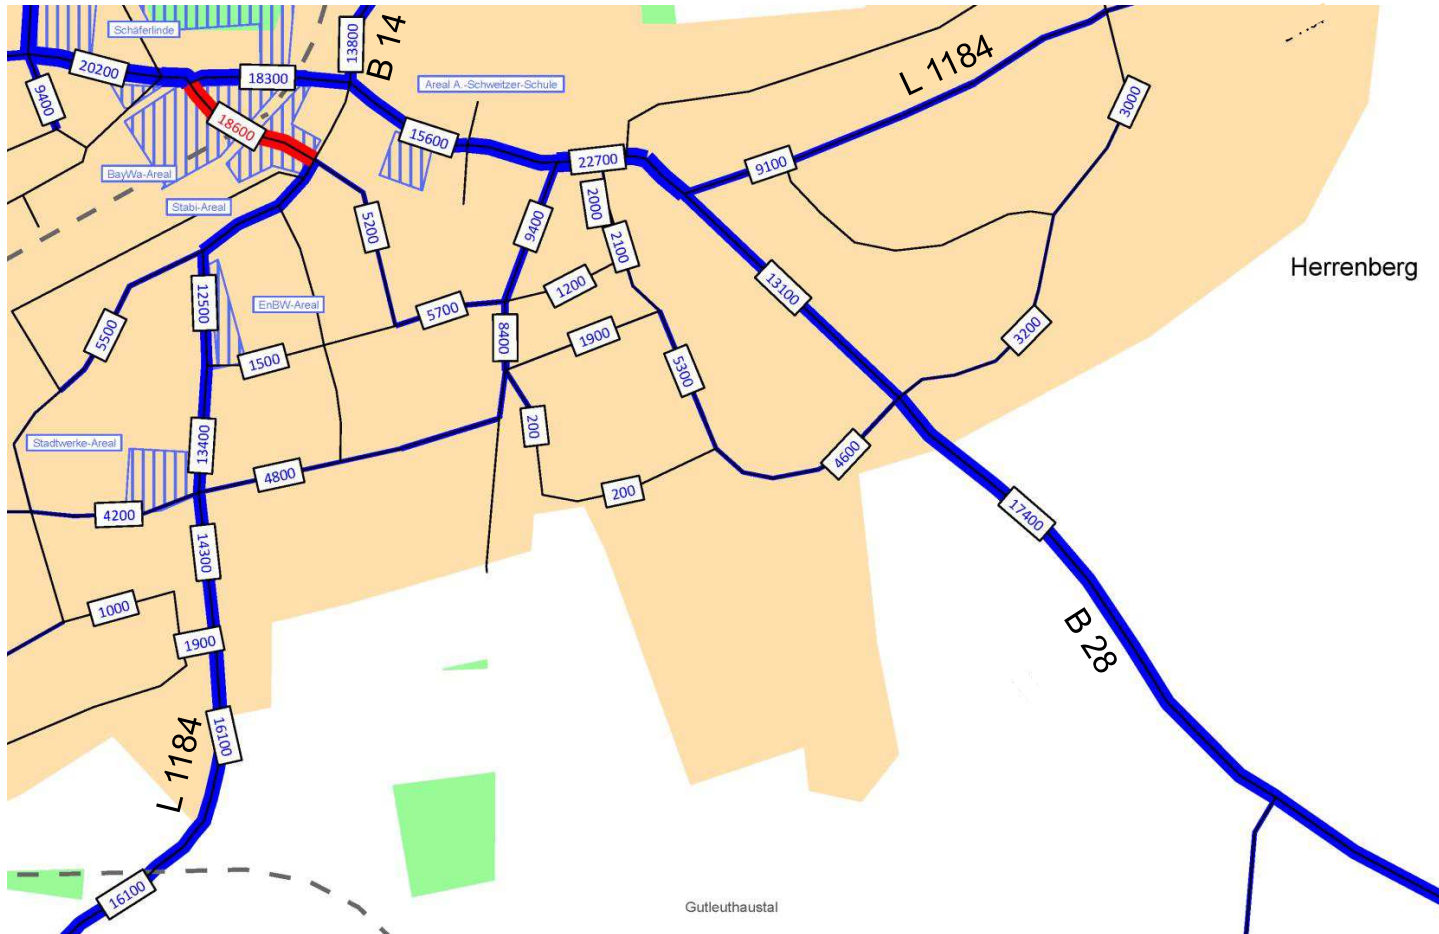 Schäferlinde
13800
B 14
20200
18300
9400
18600
Areal A.-Schweitzer-Schule
15600
L 1184
3000
22700
9100
BayWa-Areal
Stabi-Areal
5200
9400
2000
2100
Herrenberg
13100
1200
12500
EnBW-Areal
5700
5500
8400
1900
3200
1500
5300
Stadtwerke-Areal
13400
200
4600
4800
200
4200
17400
14300
1000
1900
B 28
16100
L 1184
16100
Gutleuthaustal